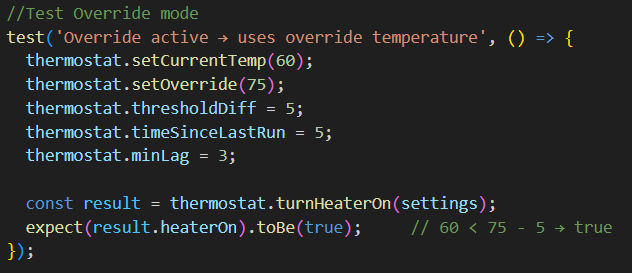 //Test Override mode
test('Override active → uses override temperature', () => {
  thermostat.setCurrentTemp(60);
  thermostat.setOverride(75);
  thermostat.thresholdDiff = 5;
  thermostat.timeSinceLastRun = 5;
  thermostat.minLag = 3;

  const result = thermostat.turnHeaterOn(settings);
  expect(result.heaterOn).toBe(true);     // 60 < 75 - 5 → true
});